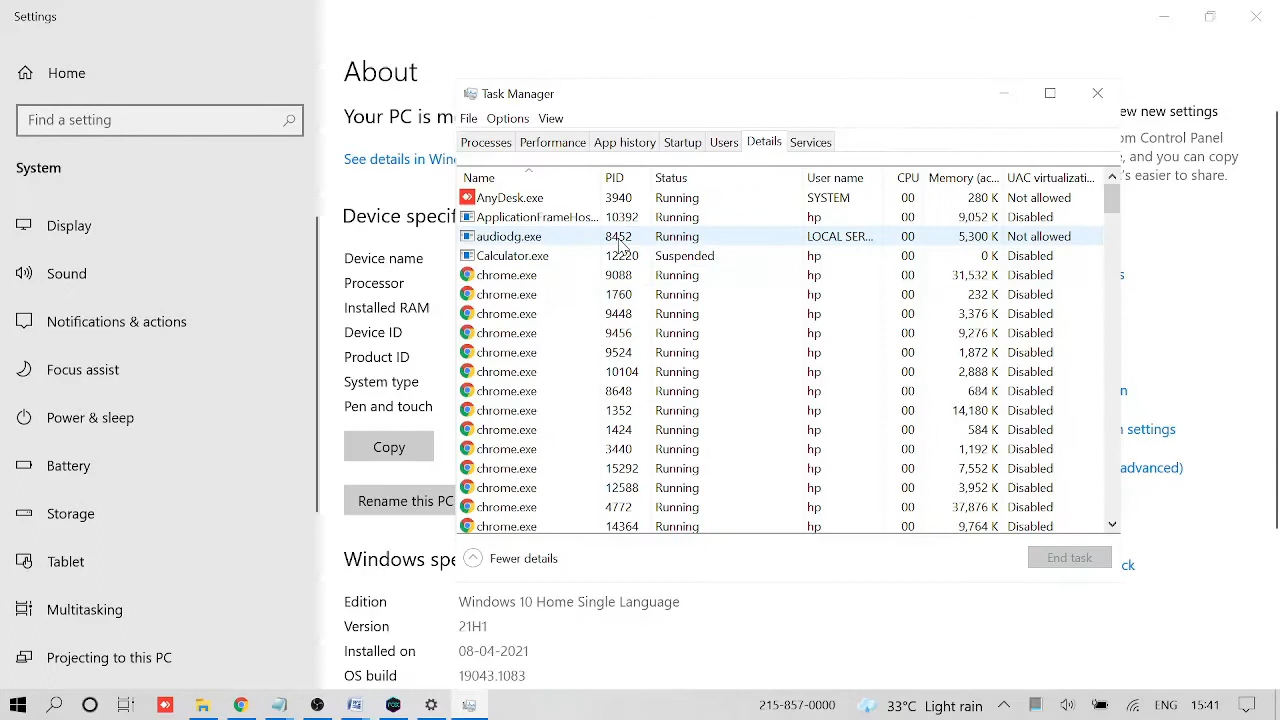 Settings
Home
Find a setting
System
Display
Sound
Notifications & actions
Focus assist
Power & sleep
Battery
Storage
Tablet
Multitasking
Projecting to this PC
About
Your PC is m
See details in Win
Device specif
Device name
Processor
Installed RAM
Device ID
Product ID
System type
Pen and touch
Copy
Rename this PC
Windows spe
Edition Windows 10 Home Single Language
Version 21H1
Installed on 08-04-2021
OS build 19043.1083
Task Manager
File Options View
Processes Performance App history Startup Users Details Services
Name PID Status User name CPU Memory (ac... UAC virtualizati...
AnyDesk.exe 3940 Running SYSTEM 00 280 K Not allowed
ApplicationFrameHos... 10392 Running hp 00 9,052 K Disabled
audiodg.exe 8452 Running LOCAL SER... 00 5,300 K Not allowed
Calculator.exe 12220 Suspended hp 00 0 K Disabled
chrome.exe 9088 Running hp 00 31,532 K Disabled
chrome.exe 1760 Running hp 00 232 K Disabled
chrome.exe 9448 Running hp 00 3,376 K Disabled
chrome.exe 9456 Running hp 00 9,276 K Disabled
chrome.exe 9524 Running hp 00 1,872 K Disabled
chrome.exe 10104 Running hp 00 2,888 K Disabled
chrome.exe 8648 Running hp 00 684 K Disabled
chrome.exe 1352 Running hp 00 14,180 K Disabled
chrome.exe 1424 Running hp 00 584 K Disabled
chrome.exe 3440 Running hp 00 1,192 K Disabled
chrome.exe 15292 Running hp 00 7,552 K Disabled
chrome.exe 12588 Running hp 00 3,952 K Disabled
chrome.exe 4772 Running hp 00 37,876 K Disabled
chrome.exe 14364 Running hp 00 9,764 K Disabled
Fewer details
End task
ew new settings
om Control Panel
e, and you can copy
's easier to share.
s
n
n settings
advanced)
ck
215-857-0000 33°C Light rain ENG 15:41